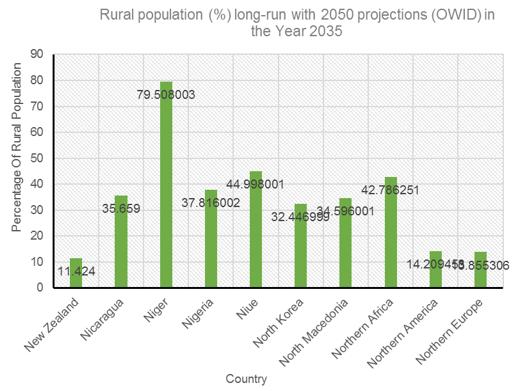 Rural population (%) long-run with 2050 projections (OWID) in
the Year 2035
Percentage Of Rural Population
90
80
70
60
50
40
30
20
10
0
11.424
35.659
79.508003
37.816002
44.998001
32.446999
34.596001
42.786251
14.209458
13.855306
New Zealand
Nicaragua
Niger
Nigeria
Niue
North Korea
North Macedonia
Northern Africa
Northern America
Northern Europe
Country